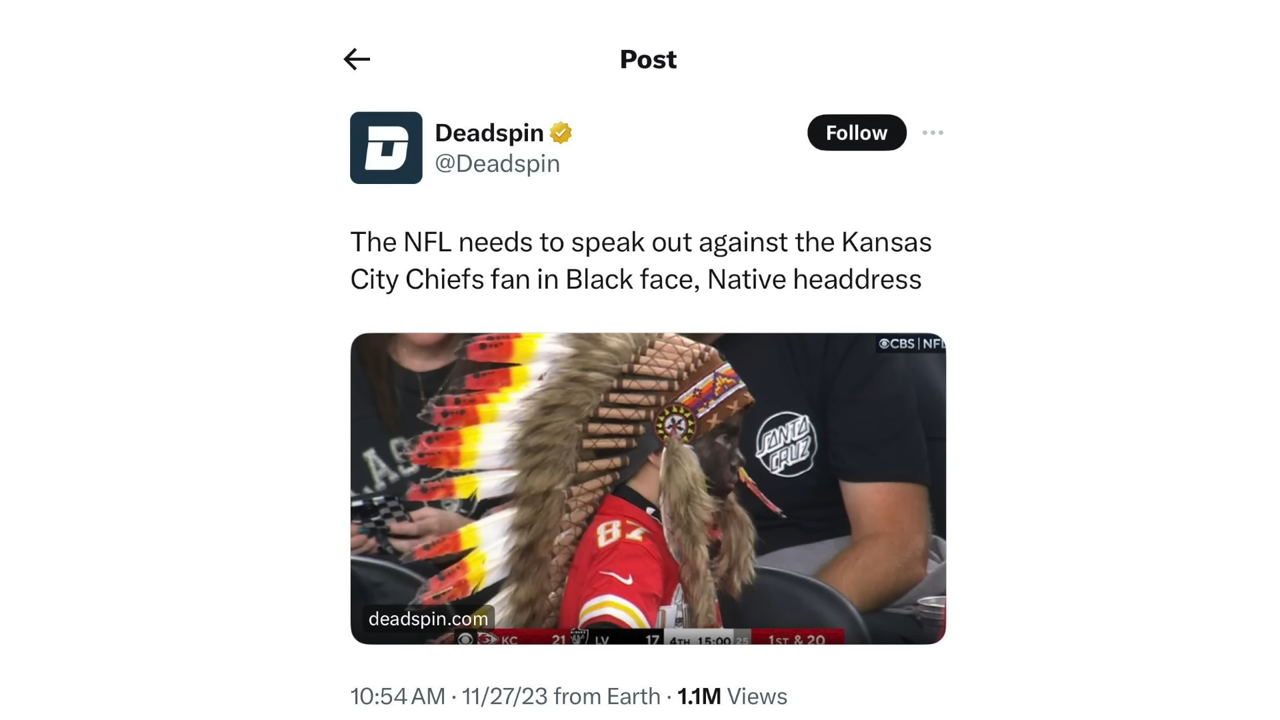 Post
Deadspin
Follow
@Deadspin
The NFL needs to speak out against the Kansas
City Chiefs fan in Black face, Native headdress
CBS | NFL
SANTA
CRUZ
87
deadspin.com
KC 21 LV 17 4TH 15:00 25 1ST & 20
10:54 AM · 11/27/23 from Earth · 1.1M Views